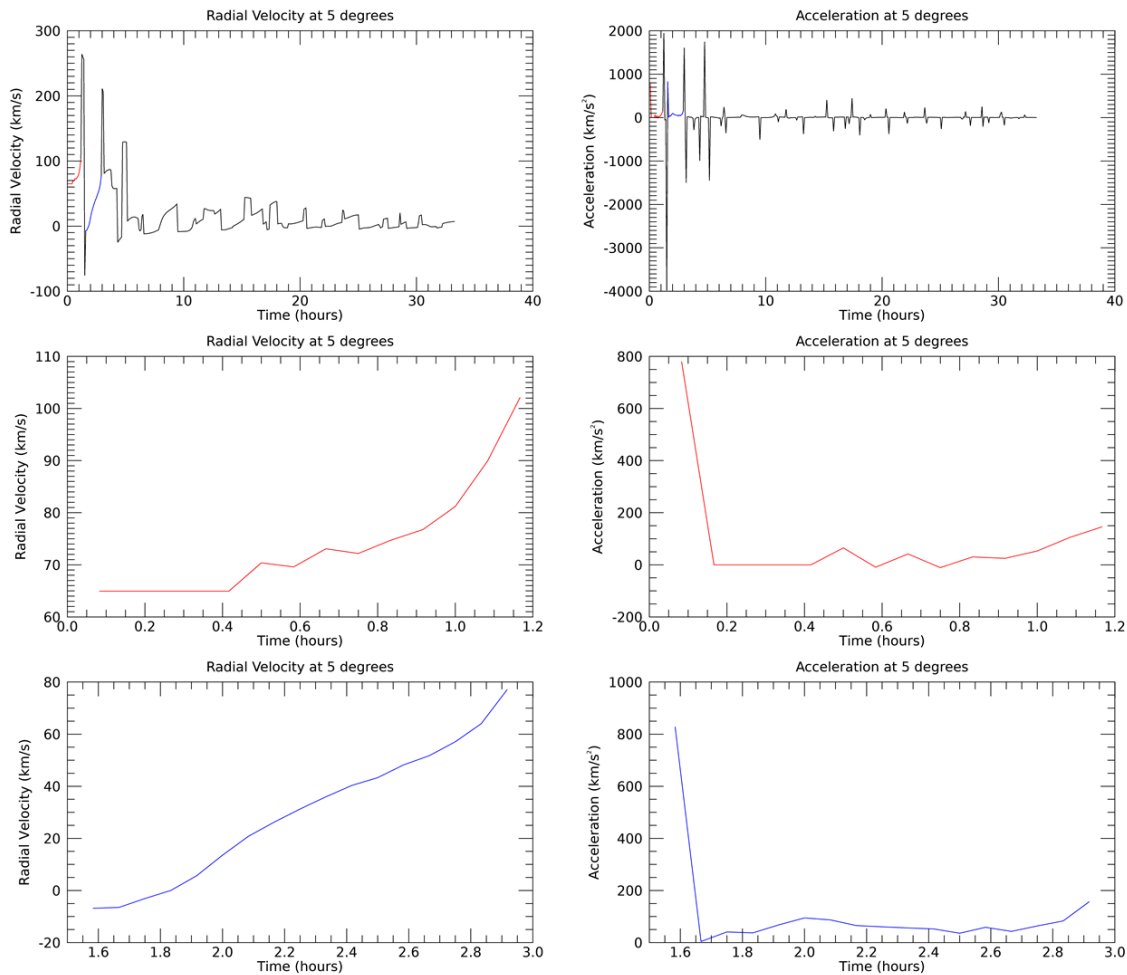 Radial Velocity at 5 degrees
Radial Velocity (km/s)
300
200
100
0
-100
0 10 20 30 40
Time (hours)
Acceleration at 5 degrees
Acceleration (km/s²)
2000
1000
0
-1000
-2000
-3000
-4000
0 10 20 30 40
Time (hours)
Radial Velocity at 5 degrees
Radial Velocity (km/s)
110
100
90
80
70
60
0.0 0.2 0.4 0.6 0.8 1.0 1.2
Time (hours)
Acceleration at 5 degrees
Acceleration (km/s²)
800
600
400
200
0
-200
0.0 0.2 0.4 0.6 0.8 1.0 1.2
Time (hours)
Radial Velocity at 5 degrees
Radial Velocity (km/s)
80
60
40
20
0
-20
1.6 1.8 2.0 2.2 2.4 2.6 2.8 3.0
Time (hours)
Acceleration at 5 degrees
Acceleration (km/s²)
1000
800
600
400
200
0
1.6 1.8 2.0 2.2 2.4 2.6 2.8 3.0
Time (hours)